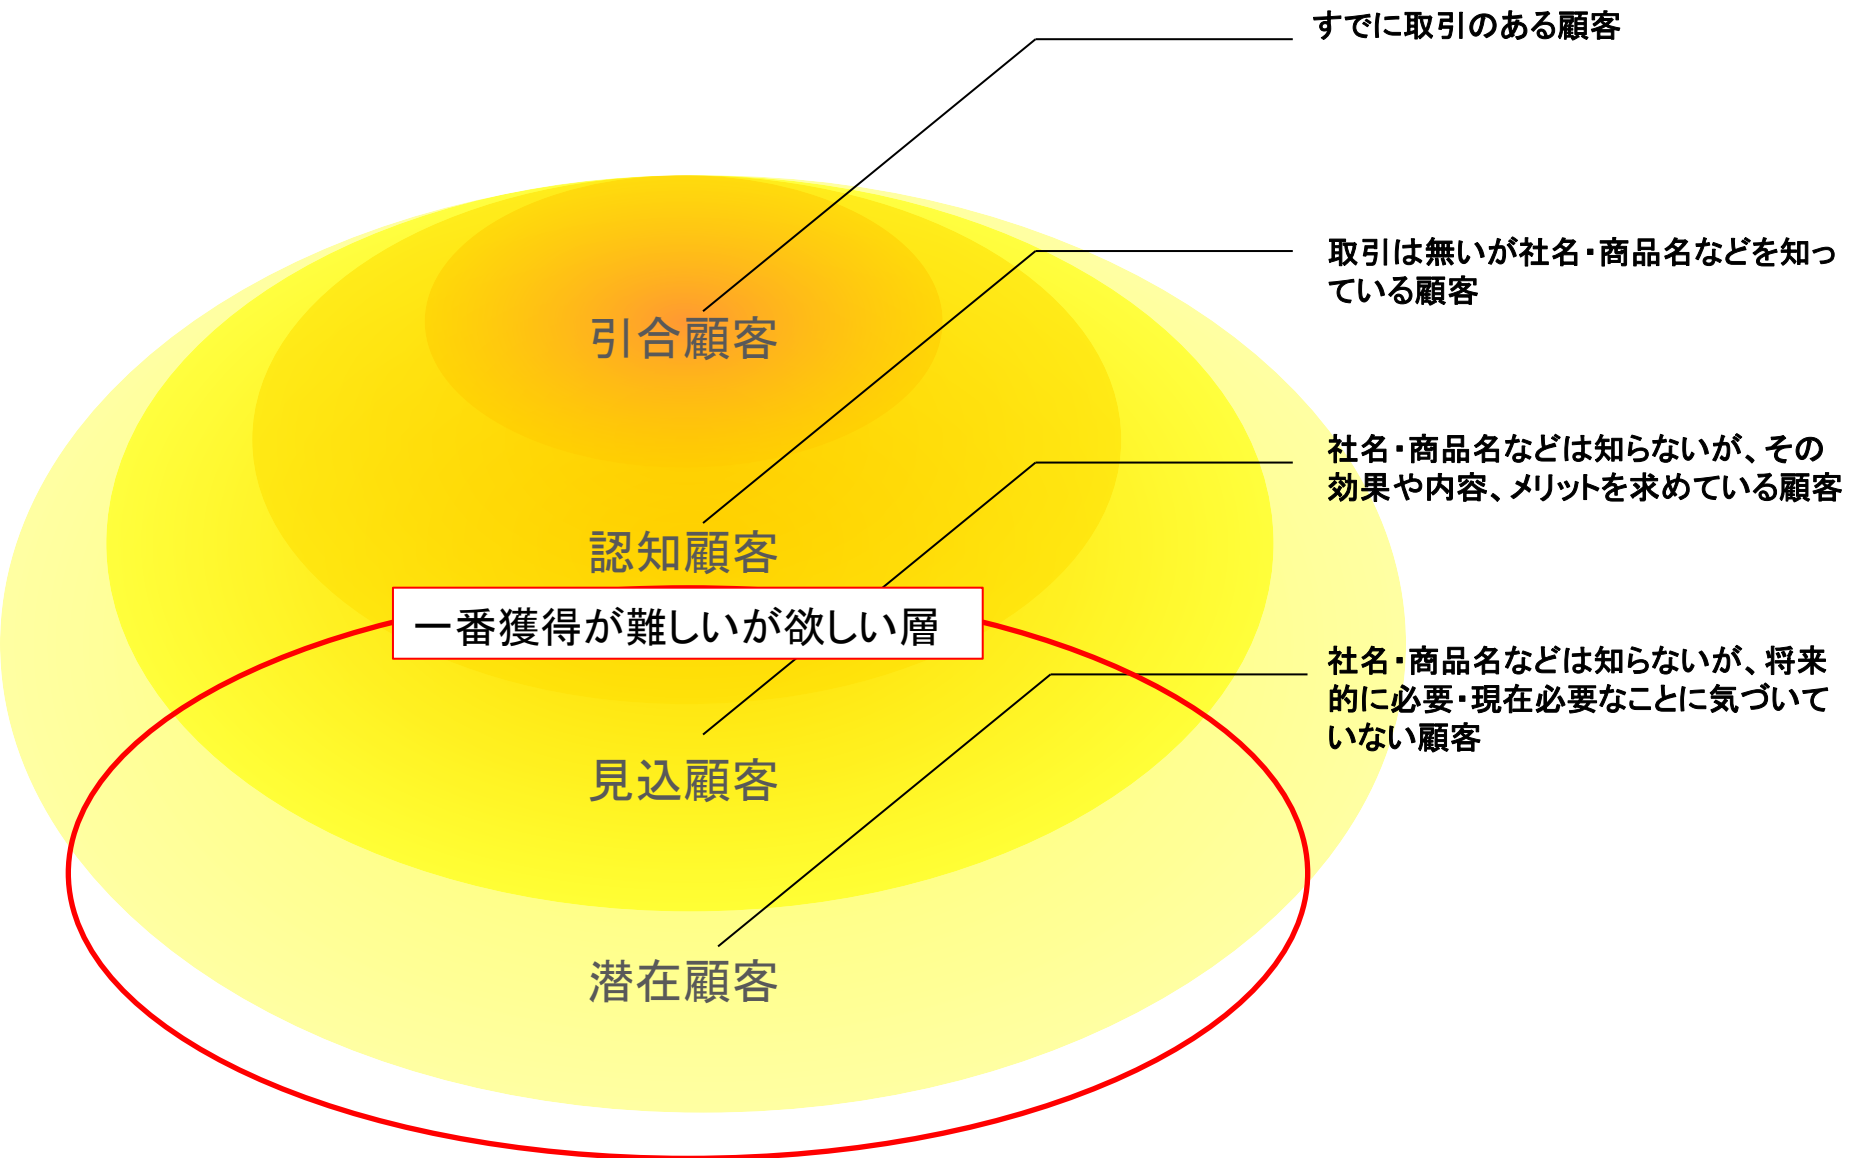 すでに取引のある顧客
取引は無いが社名・商品名などを知っ
ている顧客
引合顧客
社名・商品名などは知らないが、その
効果や内容、メリットを求めている顧客
認知顧客
一番獲得が難しいが欲しい層
社名・商品名などは知らないが、将来
的に必要・現在必要なことに気づいて
いない顧客
見込顧客
潜在顧客